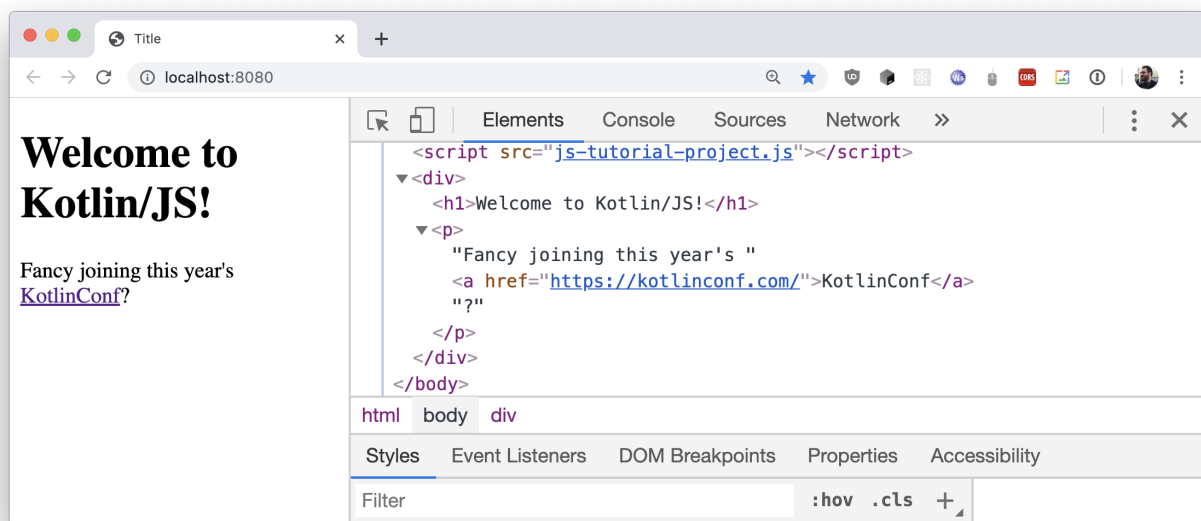 Title
localhost:8080
CORS
Welcome to
Kotlin/JS!
Fancy joining this year's
KotlinConf?
Elements Console Sources Network »
<script src="js-tutorial-project.js"></script>
▼<div>
<h1>Welcome to Kotlin/JS!</h1>
▼<p>
"Fancy joining this year's "
<a href="https://kotlinconf.com/">KotlinConf</a>
"?"
</p>
</div>
</body>
html body div
Styles Event Listeners DOM Breakpoints Properties Accessibility
Filter :hov .cls +